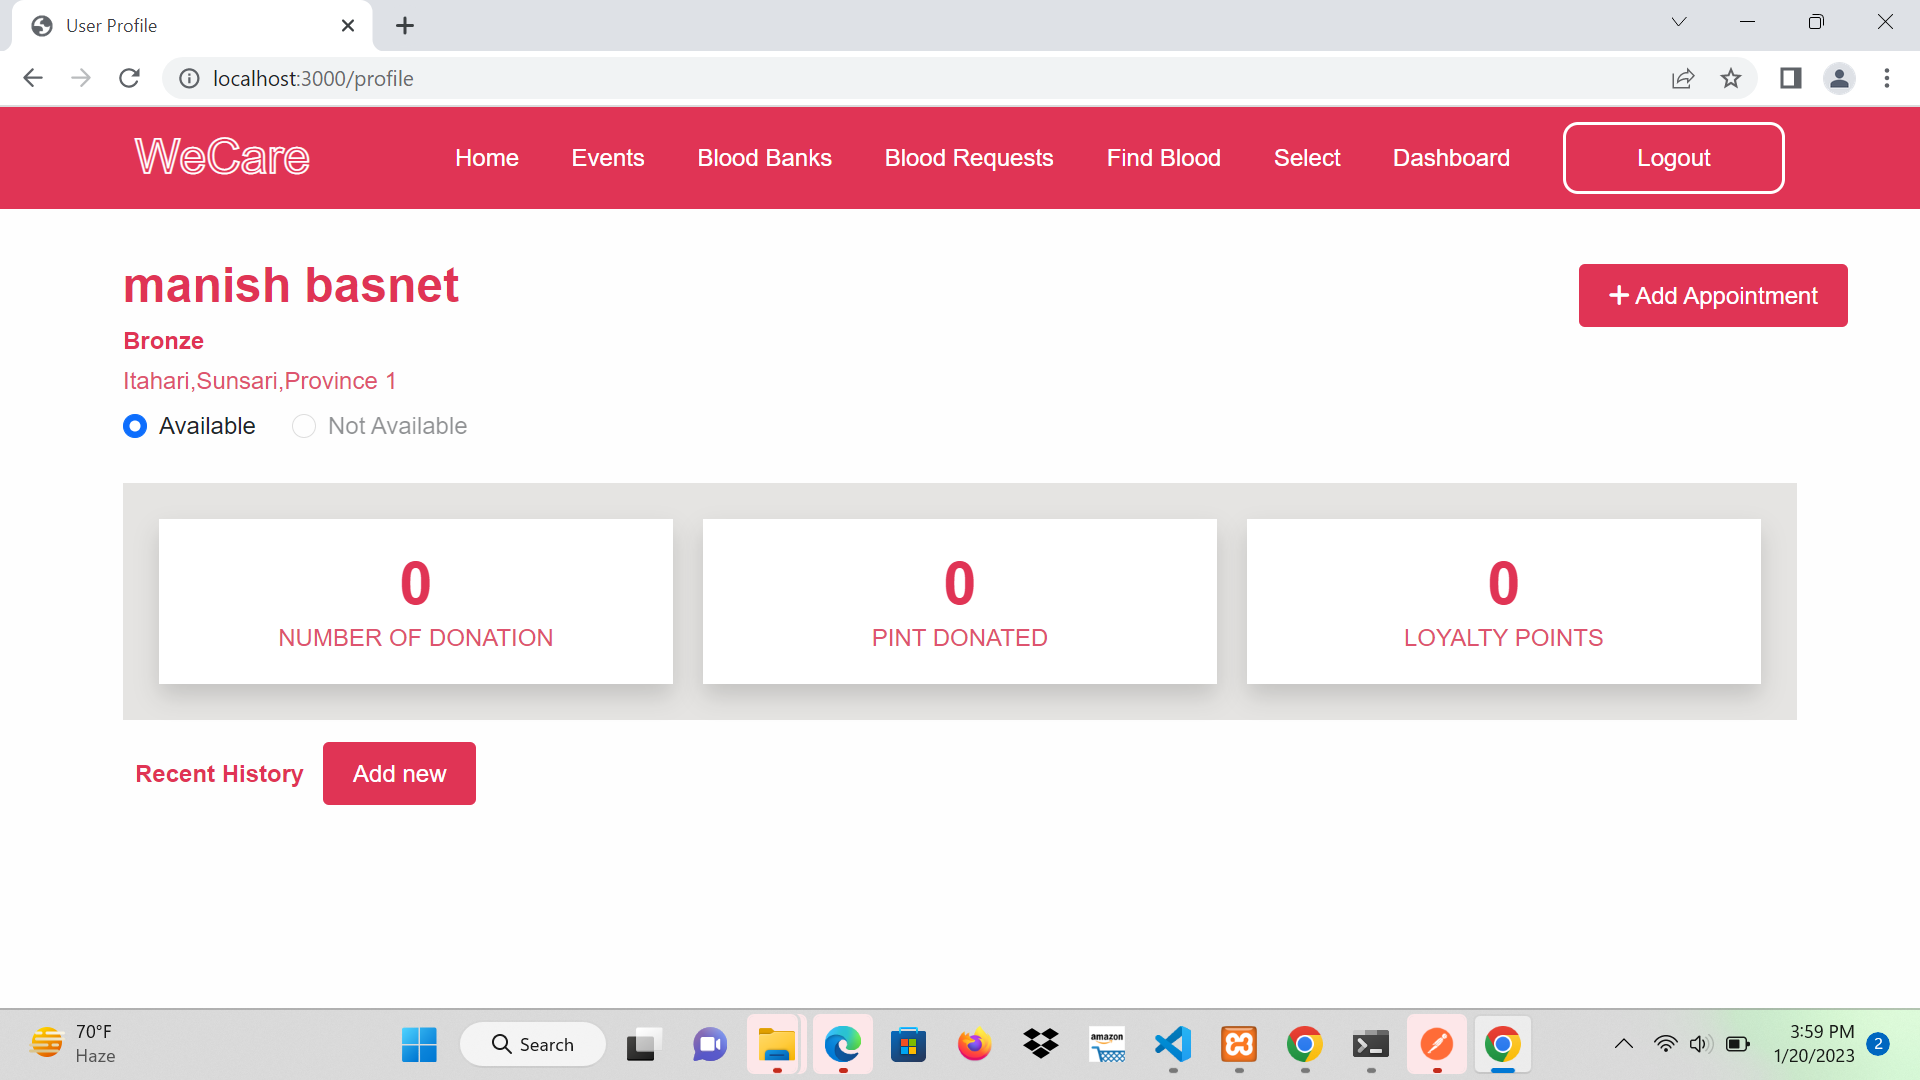 User Profile
localhost:3000/profile
WeCare Home Events Blood Banks Blood Requests Find Blood Select Dashboard Logout
manish basnet
+ Add Appointment
Bronze
Itahari,Sunsari,Province 1
Available Not Available
0 0 0
NUMBER OF DONATION PINT DONATED LOYALTY POINTS
Recent History Add new
70°F
Haze
Search
amazon
3:59 PM
1/20/2023
2